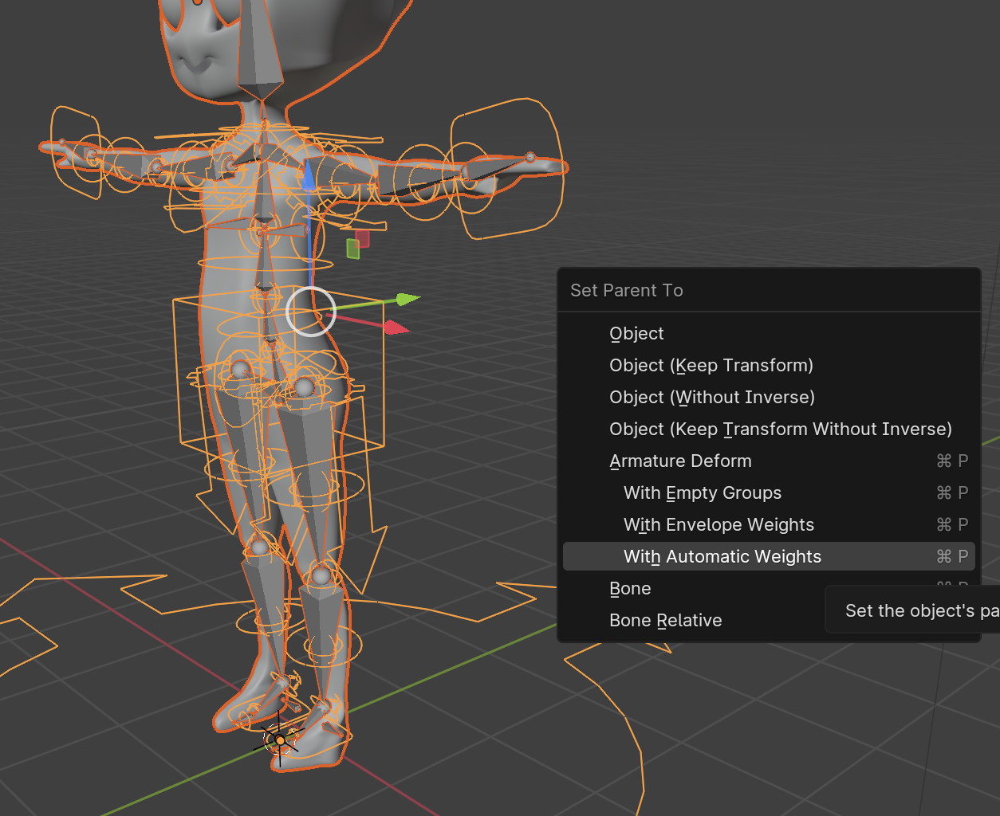 Set Parent To
Object
Object (Keep Transform)
Object (Without Inverse)
Object (Keep Transform Without Inverse)
Armature Deform ⌘ P
With Empty Groups ⌘ P
With Envelope Weights ⌘ P
With Automatic Weights ⌘ P
Bone ⌘ P
Set the object's pa
Bone Relative